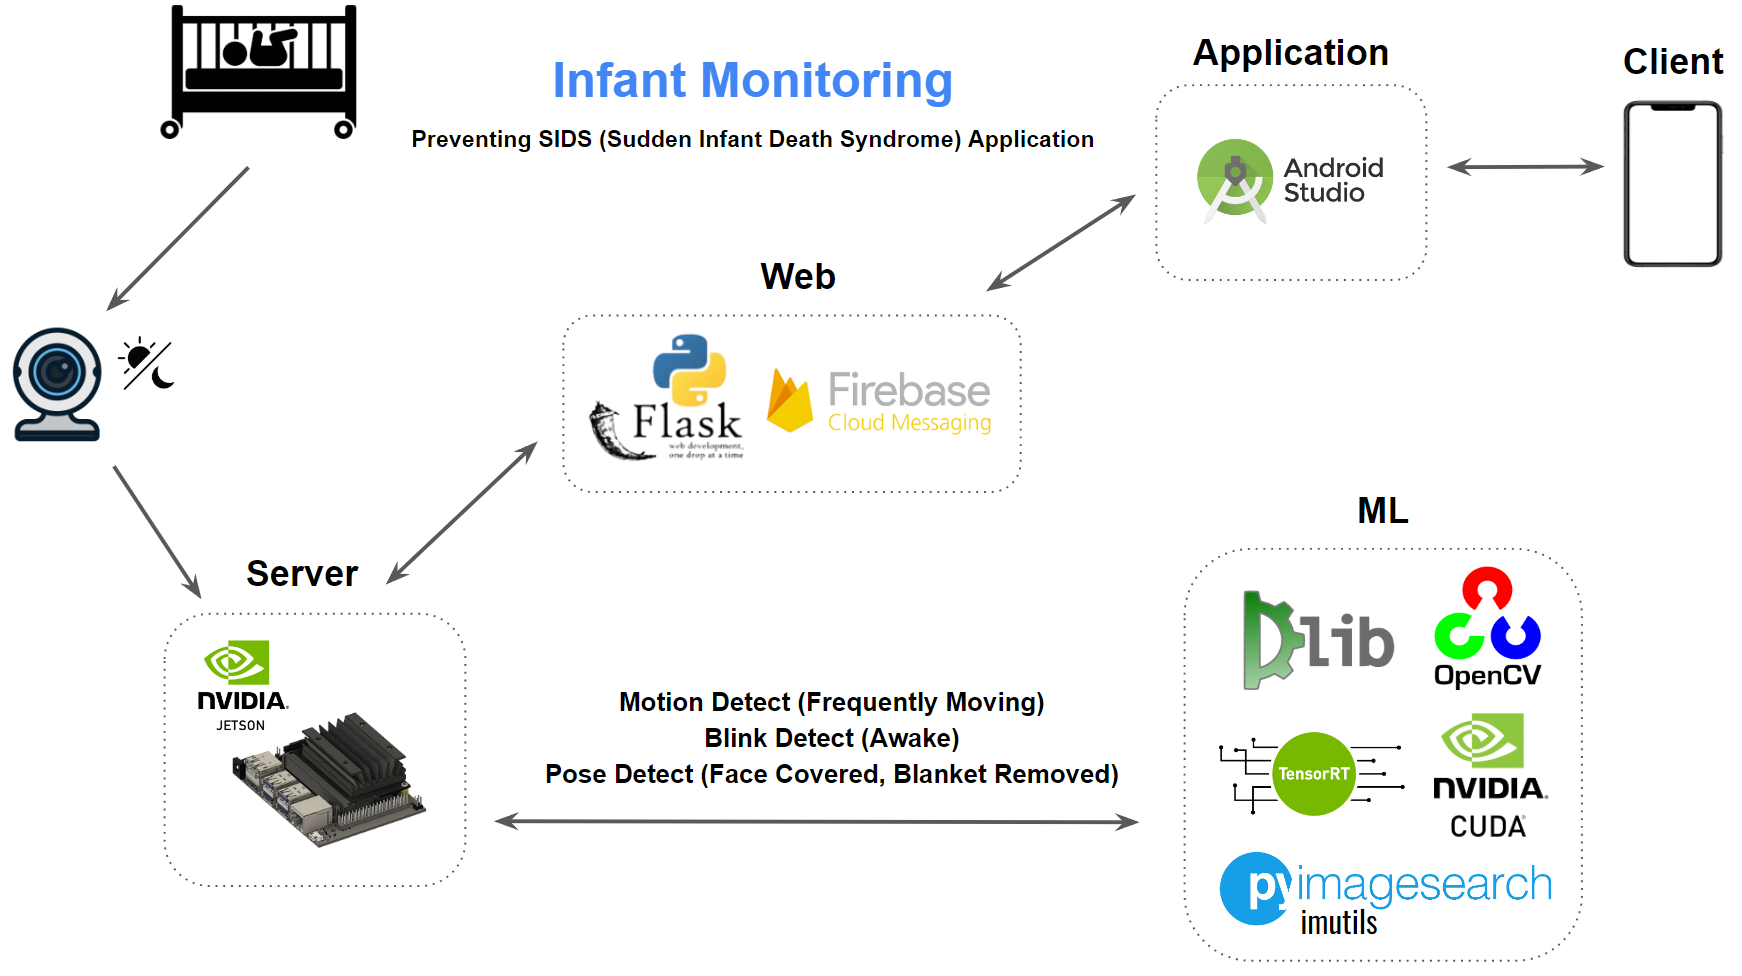 Infant Monitoring
Preventing SIDS (Sudden Infant Death Syndrome) Application
Application
Android
Studio
Client
Web
Flask
web development,
one drop at a time
Firebase
Cloud Messaging
Server
NVIDIA.
JETSON
Motion Detect (Frequently Moving)
Blink Detect (Awake)
Pose Detect (Face Covered, Blanket Removed)
ML
Dlib
OpenCV
TensorRT
NVIDIA.
CUDA
pyimagesearch
imutils